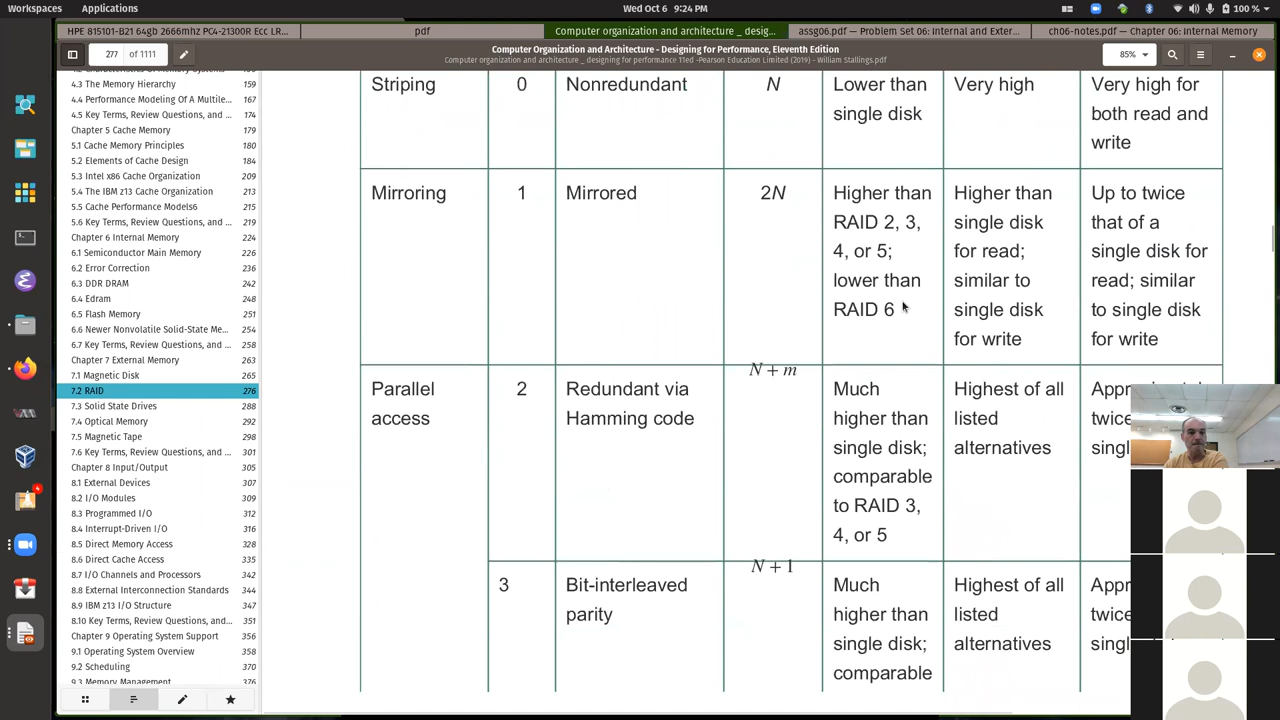 Workspaces Applications Wed Oct 6 9:24 PM 100 %
HPE 815101-B21 64gb 2666mhz PC4-21300R Ecc LR... pdf Computer organization and architecture _ desig... assg06.pdf — Problem Set 06: Internal and Exter... ch06-notes.pdf — Chapter 06: Internal Memory
277 of 1111
Computer Organization and Architecture - Designing for Performance, Eleventh Edition
Computer organization and architecture _ designing for performance 11ed -Pearson Education Limited (2019) - William Stallings.pdf
85%
4.3 The Memory Hierarchy 159
4.4 Performance Modeling Of A Multile... 167
4.5 Key Terms, Review Questions, and ... 174
Chapter 5 Cache Memory 179
5.1 Cache Memory Principles 180
5.2 Elements of Cache Design 184
5.3 Intel x86 Cache Organization 209
5.4 The IBM z13 Cache Organization 213
5.5 Cache Performance Models6 215
5.6 Key Terms, Review Questions, and ... 219
Chapter 6 Internal Memory 224
6.1 Semiconductor Main Memory 226
6.2 Error Correction 236
6.3 DDR DRAM 242
6.4 Edram 248
6.5 Flash Memory 251
6.6 Newer Nonvolatile Solid-State Me... 254
6.7 Key Terms, Review Questions, and ... 258
Chapter 7 External Memory 263
7.1 Magnetic Disk 265
7.2 RAID 276
7.3 Solid State Drives 288
7.4 Optical Memory 292
7.5 Magnetic Tape 298
7.6 Key Terms, Review Questions, and ... 301
Chapter 8 Input/Output 305
8.1 External Devices 307
8.2 I/O Modules 309
8.3 Programmed I/O 312
8.4 Interrupt-Driven I/O 316
8.5 Direct Memory Access 328
8.6 Direct Cache Access 335
8.7 I/O Channels and Processors 342
8.8 External Interconnection Standards 344
8.9 IBM z13 I/O Structure 347
8.10 Key Terms, Review Questions, and... 351
Chapter 9 Operating System Support 356
9.1 Operating System Overview 358
9.2 Scheduling 370
9.3 Memory Management 376
4
Striping 0 Nonredundant N Lower than Very high Very high for
single disk both read and
write
Mirroring 1 Mirrored 2N Higher than Higher than Up to twice
RAID 2, 3, single disk that of a
4, or 5; for read; single disk for
lower than similar to read; similar
RAID 6 single disk to single disk
for write for write
N + m
Parallel 2 Redundant via Much Highest of all
access Hamming code higher than listed
single disk; alternatives
comparable
to RAID 3,
4, or 5
N + 1
3 Bit-interleaved Much Highest of all
parity higher than listed
single disk; alternatives
comparable